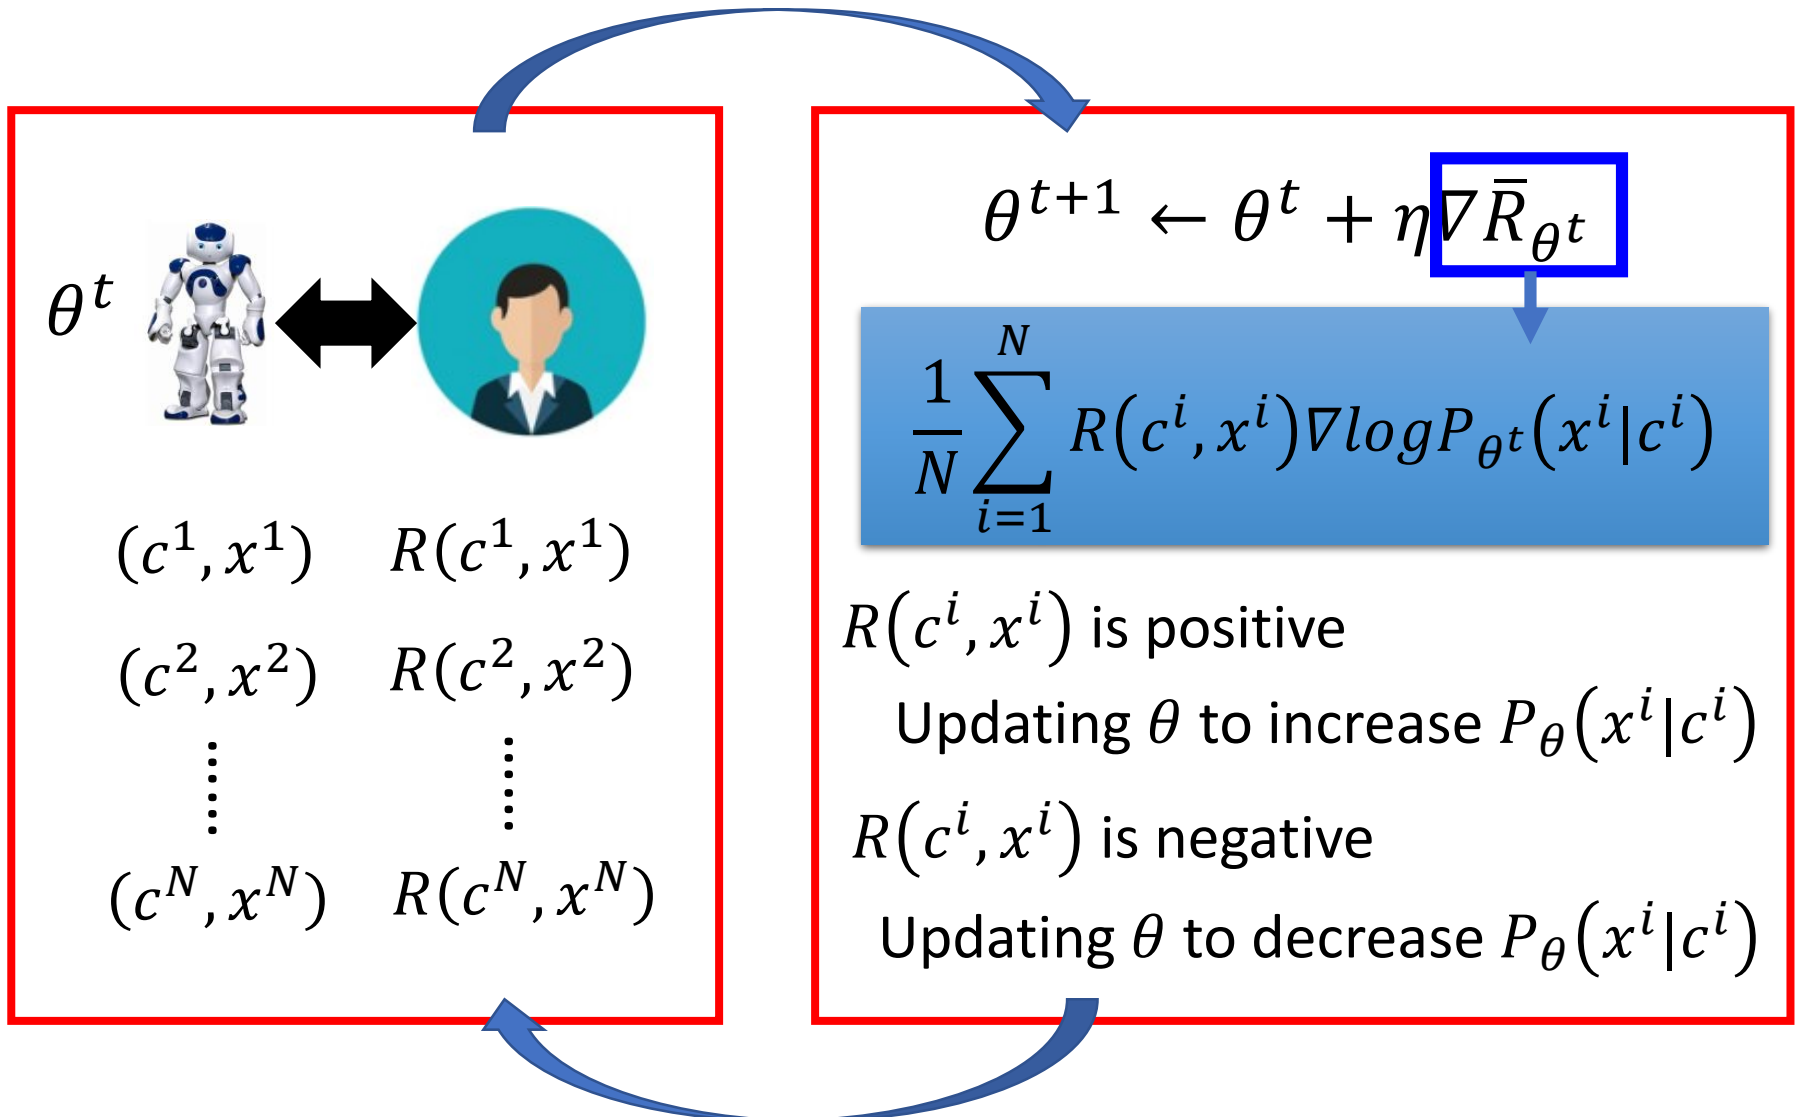 θ^t
(c^1, x^1) R(c^1, x^1)
(c^2, x^2) R(c^2, x^2)
(c^N, x^N) R(c^N, x^N)
θ^{t+1} ← θ^t + η∇R̄_{θ^t}
1/N ∑_{i=1}^{N} R(c^i, x^i)∇logP_{θ^t}(x^i|c^i)
R(c^i, x^i) is positive
Updating θ to increase P_θ(x^i|c^i)
R(c^i, x^i) is negative
Updating θ to decrease P_θ(x^i|c^i)